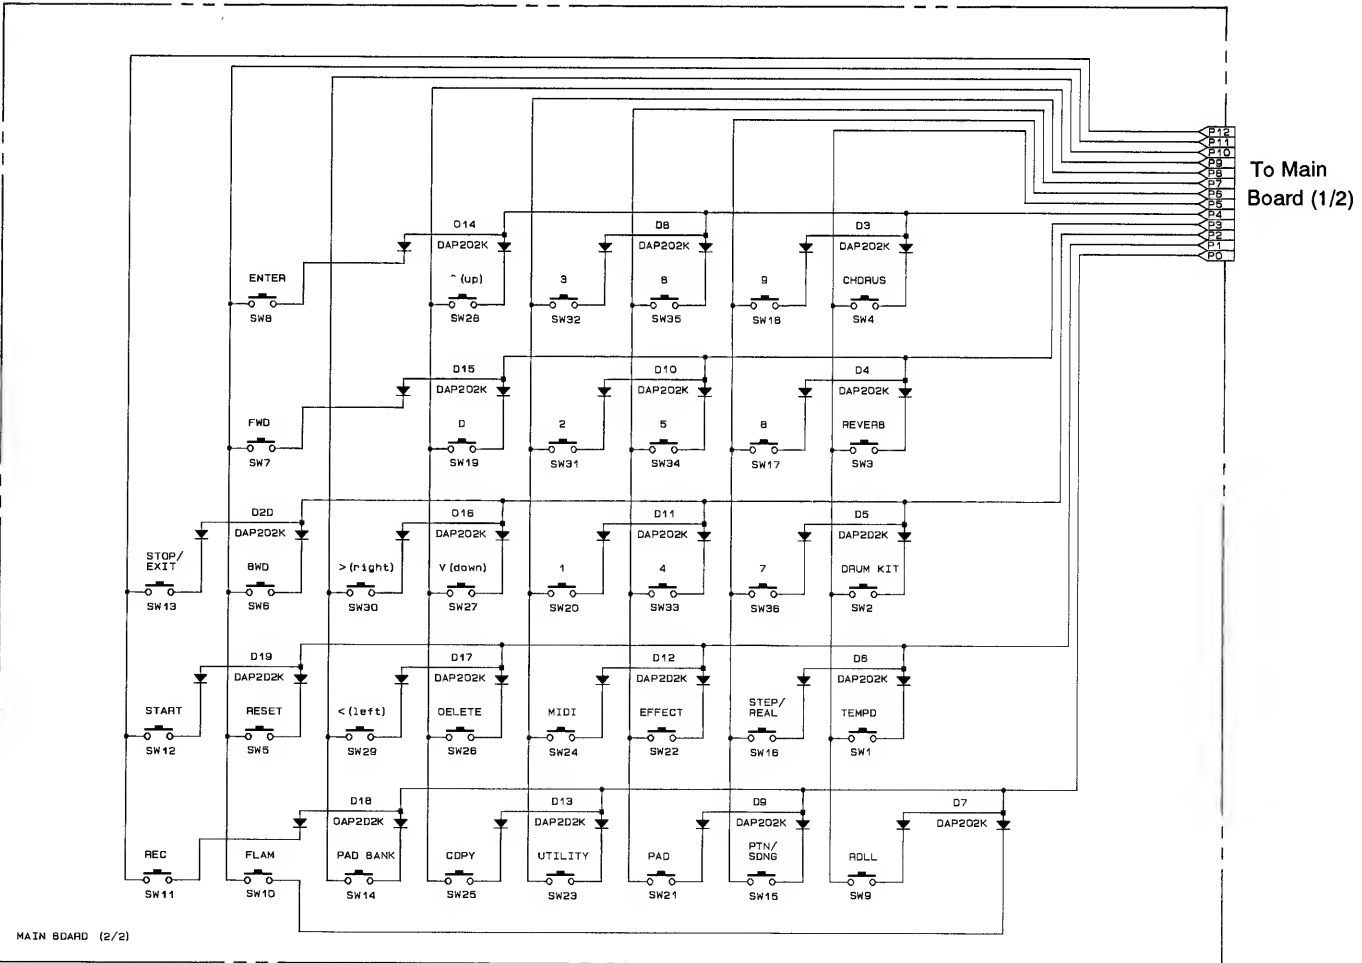 P12
P11
P10
P9
P8
P7
P6
P5
P4
P3
P2
P1
P0
To Main
Board (1/2)
D14 D8 D3
DAP202K DAP202K DAP202K
ENTER ^ (up) 3 6 9 CHORUS
SW8 SW28 SW32 SW35 SW18 SW4
D15 D10 D4
DAP202K DAP202K DAP202K
FWD 0 2 5 8 REVERB
SW7 SW19 SW31 SW34 SW17 SW3
D20 D16 D11 D5
DAP202K DAP202K DAP202K DAP202K
STOP/
EXIT BWD > (right) V (down) 1 4 7 DRUM KIT
SW13 SW6 SW30 SW27 SW20 SW33 SW36 SW2
D19 D17 D12 D6
DAP202K DAP202K DAP202K DAP202K
START RESET < (left) DELETE MIDI EFFECT STEP/
REAL TEMPO
SW12 SW5 SW29 SW26 SW24 SW22 SW16 SW1
D18 D13 D9 D7
DAP202K DAP202K DAP202K DAP202K
REC FLAM PAD BANK COPY UTILITY PAD PTN/
SONG ROLL
SW11 SW10 SW14 SW25 SW23 SW21 SW15 SW9
MAIN BOARD (2/2)